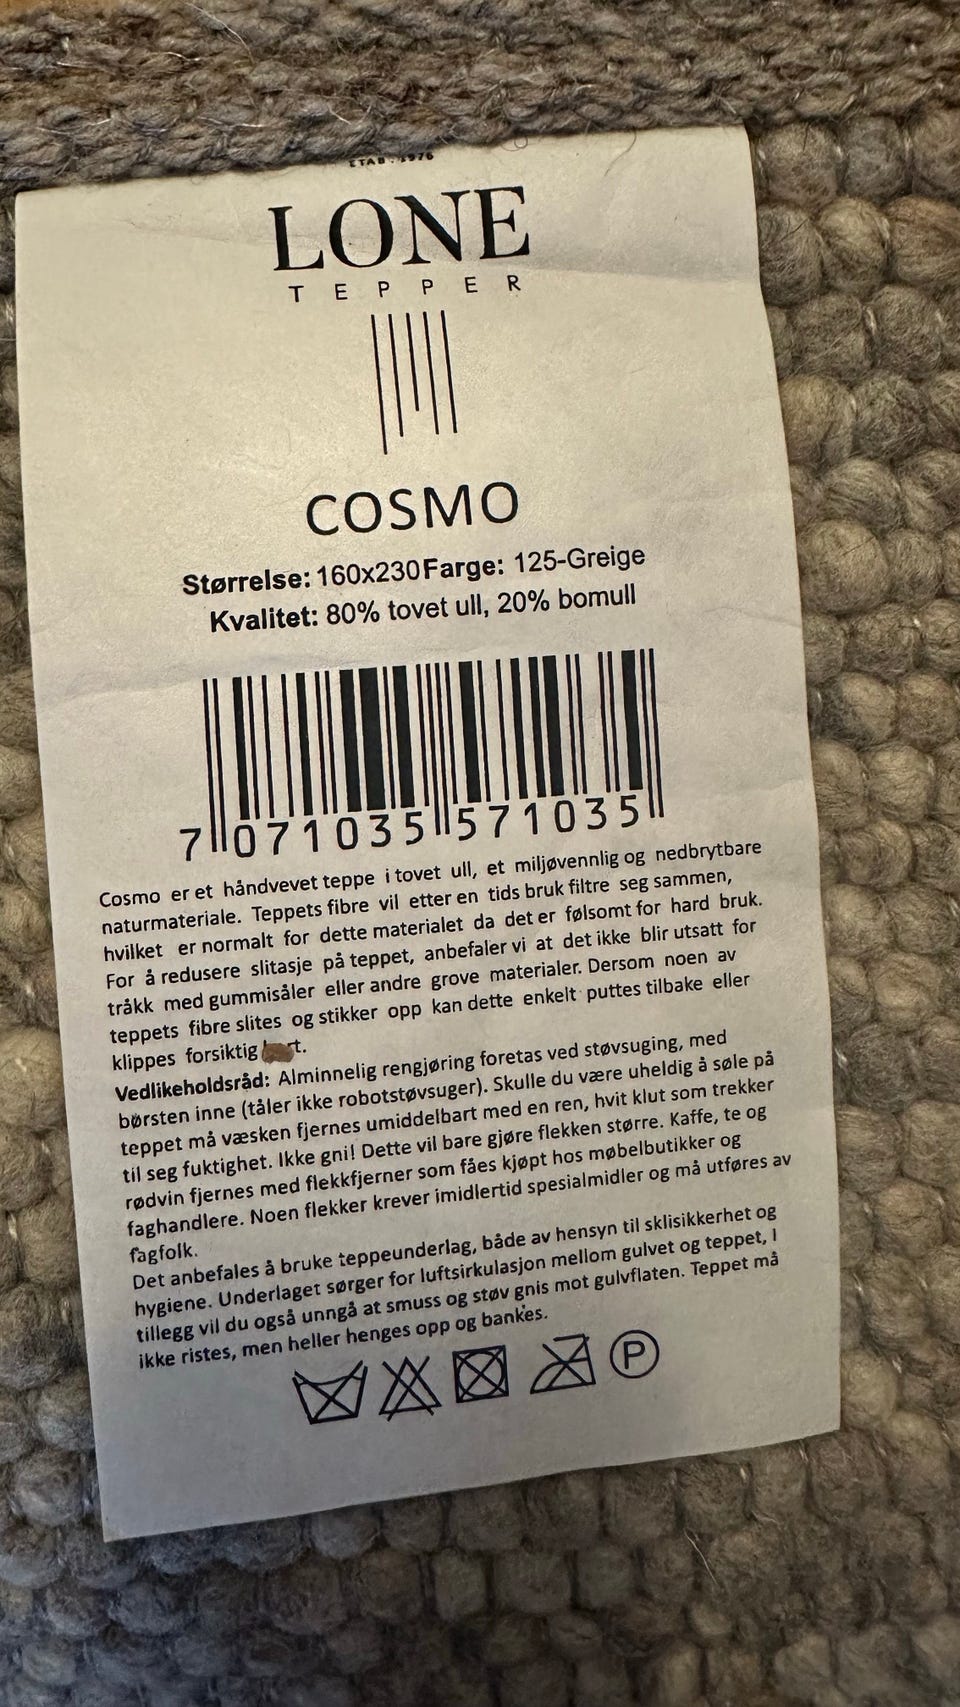 ETAB. 1976
LONE
TEPPER
COSMO
Størrelse: 160x230 Farge: 125-Greige
Kvalitet: 80% tovet ull, 20% bomull
7 071035 571035
Cosmo er et håndvevet teppe i tovet ull, et miljøvennlig og nedbrytbare
naturmateriale. Teppets fibre vil etter en tids bruk filtre seg sammen,
hvilket er normalt for dette materialet da det er følsomt for hard bruk.
For å redusere slitasje på teppet, anbefaler vi at det ikke blir utsatt for
tråkk med gummisåler eller andre grove materialer. Dersom noen av
teppets fibre slites og stikker opp kan dette enkelt puttes tilbake eller
klippes forsiktig
Vedlikeholdsråd: Alminnelig rengjøring foretas ved støvsuging, med
børsten inne (tåler ikke robotstøvsuger). Skulle du være uheldig å søle på
teppet må væsken fjernes umiddelbart med en ren, hvit klut som trekker
til seg fuktighet. Ikke gni! Dette vil bare gjøre flekken større. Kaffe, te og
rødvin fjernes med flekkfjerner som fåes kjøpt hos møbelbutikker og
faghandlere. Noen flekker krever imidlertid spesialmidler og må utføres av
fagfolk.
Det anbefales å bruke teppeunderlag, både av hensyn til sklisikkerhet og
hygiene. Underlaget sørger for luftsirkulasjon mellom gulvet og teppet, I
tillegg vil du også unngå at smuss og støv gnis mot gulvflaten. Teppet må
ikke ristes, men heller henges opp og bankes.
P